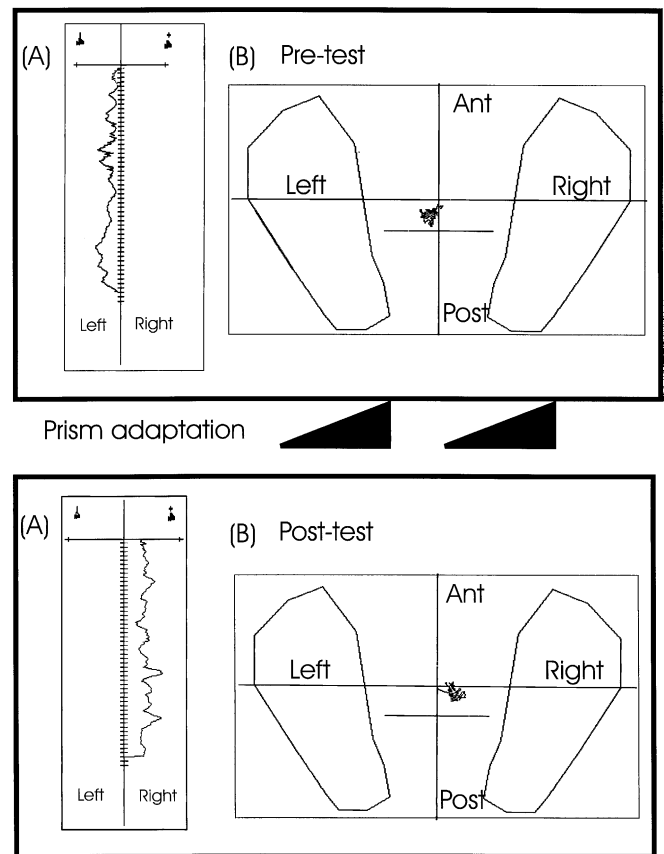 (A)
(B) Pre-test
Ant
Left
Right
Post
Left Right
Prism adaptation
(A)
(B) Post-test
Ant
Left
Right
Post
Left Right